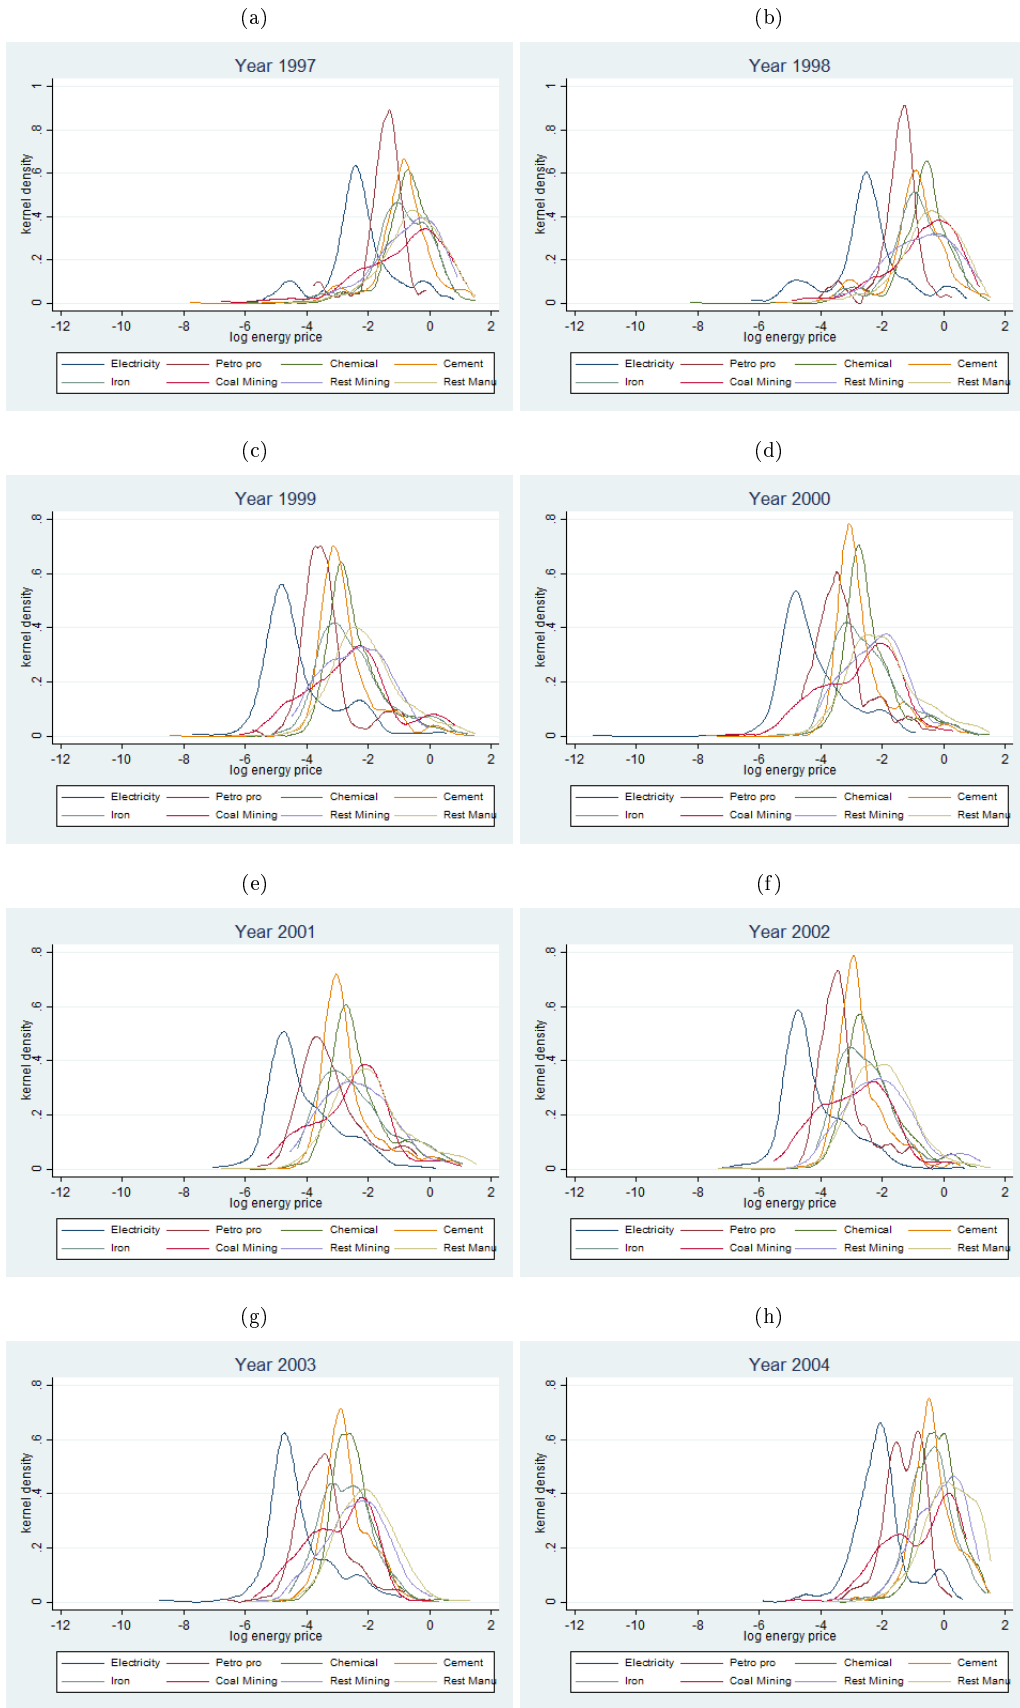 (a)
Year 1997
kernel density
0 .2 .4 .6 .8 1
-12 -10 -8 -6 -4 -2 0 2
log energy price
Electricity Petro pro Chemical Cement
Iron Coal Mining Rest Mining Rest Manu
(b)
Year 1998
kernel density
0 .2 .4 .6 .8 1
-12 -10 -8 -6 -4 -2 0 2
log energy price
Electricity Petro pro Chemical Cement
Iron Coal Mining Rest Mining Rest Manu
(c)
Year 1999
kernel density
0 .2 .4 .6 .8
-12 -10 -8 -6 -4 -2 0 2
log energy price
Electricity Petro pro Chemical Cement
Iron Coal Mining Rest Mining Rest Manu
(d)
Year 2000
kernel density
0 .2 .4 .6 .8
-12 -10 -8 -6 -4 -2 0 2
log energy price
Electricity Petro pro Chemical Cement
Iron Coal Mining Rest Mining Rest Manu
(e)
Year 2001
kernel density
0 .2 .4 .6 .8
-12 -10 -8 -6 -4 -2 0 2
log energy price
Electricity Petro pro Chemical Cement
Iron Coal Mining Rest Mining Rest Manu
(f)
Year 2002
kernel density
0 .2 .4 .6 .8
-12 -10 -8 -6 -4 -2 0 2
log energy price
Electricity Petro pro Chemical Cement
Iron Coal Mining Rest Mining Rest Manu
(g)
Year 2003
kernel density
0 .2 .4 .6 .8
-12 -10 -8 -6 -4 -2 0 2
log energy price
Electricity Petro pro Chemical Cement
Iron Coal Mining Rest Mining Rest Manu
(h)
Year 2004
kernel density
0 .2 .4 .6 .8
-12 -10 -8 -6 -4 -2 0 2
log energy price
Electricity Petro pro Chemical Cement
Iron Coal Mining Rest Mining Rest Manu